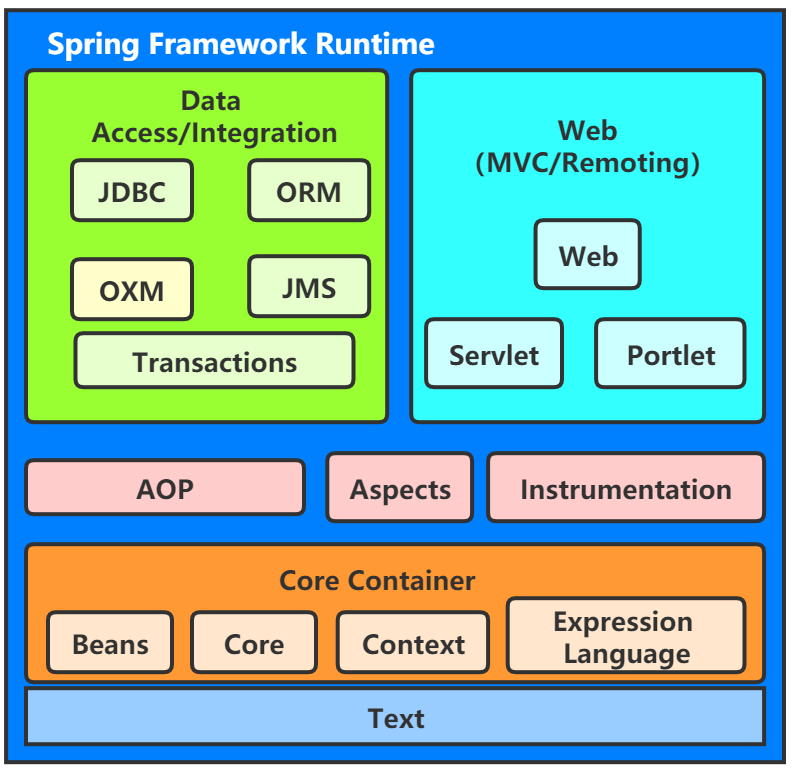 Spring Framework Runtime
Data
Access/Integration
JDBC
ORM
OXM
JMS
Transactions
Web
(MVC/Remoting)
Web
Servlet
Portlet
AOP
Aspects
Instrumentation
Core Container
Beans
Core
Context
Expression
Language
Text